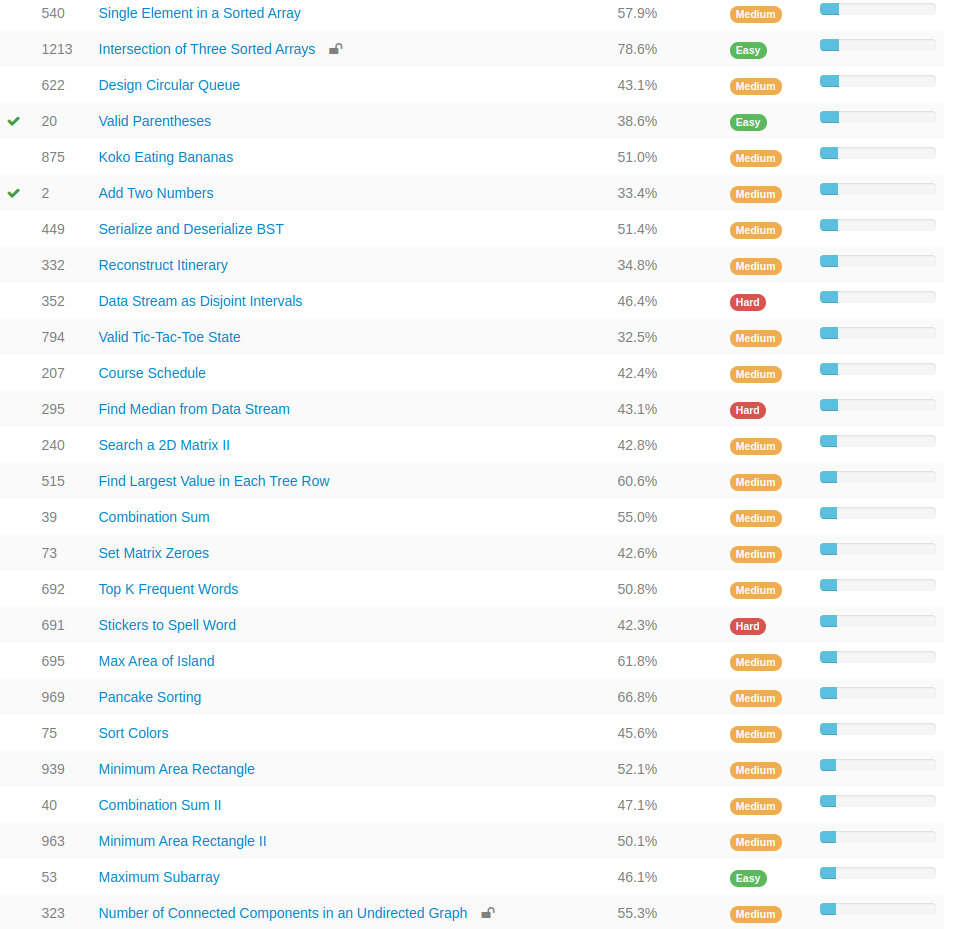 540 Single Element in a Sorted Array 57.9% Medium
1213 Intersection of Three Sorted Arrays 78.6% Easy
622 Design Circular Queue 43.1% Medium
20 Valid Parentheses 38.6% Easy
875 Koko Eating Bananas 51.0% Medium
2 Add Two Numbers 33.4% Medium
449 Serialize and Deserialize BST 51.4% Medium
332 Reconstruct Itinerary 34.8% Medium
352 Data Stream as Disjoint Intervals 46.4% Hard
794 Valid Tic-Tac-Toe State 32.5% Medium
207 Course Schedule 42.4% Medium
295 Find Median from Data Stream 43.1% Hard
240 Search a 2D Matrix II 42.8% Medium
515 Find Largest Value in Each Tree Row 60.6% Medium
39 Combination Sum 55.0% Medium
73 Set Matrix Zeroes 42.6% Medium
692 Top K Frequent Words 50.8% Medium
691 Stickers to Spell Word 42.3% Hard
695 Max Area of Island 61.8% Medium
969 Pancake Sorting 66.8% Medium
75 Sort Colors 45.6% Medium
939 Minimum Area Rectangle 52.1% Medium
40 Combination Sum II 47.1% Medium
963 Minimum Area Rectangle II 50.1% Medium
53 Maximum Subarray 46.1% Easy
323 Number of Connected Components in an Undirected Graph 55.3% Medium